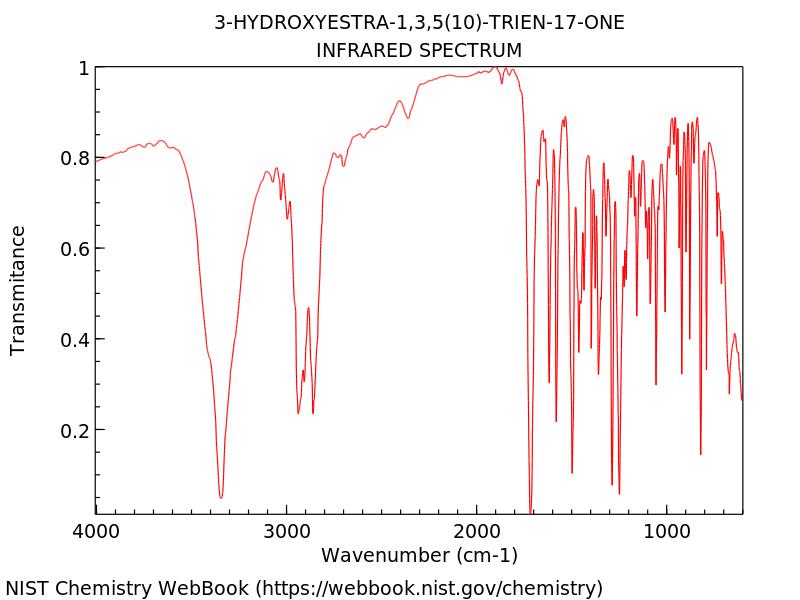 3-HYDROXYESTRA-1,3,5(10)-TRIEN-17-ONE
INFRARED SPECTRUM
1
0.8
0.6
0.4
0.2
Transmitance
4000 3000 2000 1000
Wavenumber (cm-1)
NIST Chemistry WebBook (https://webbook.nist.gov/chemistry)